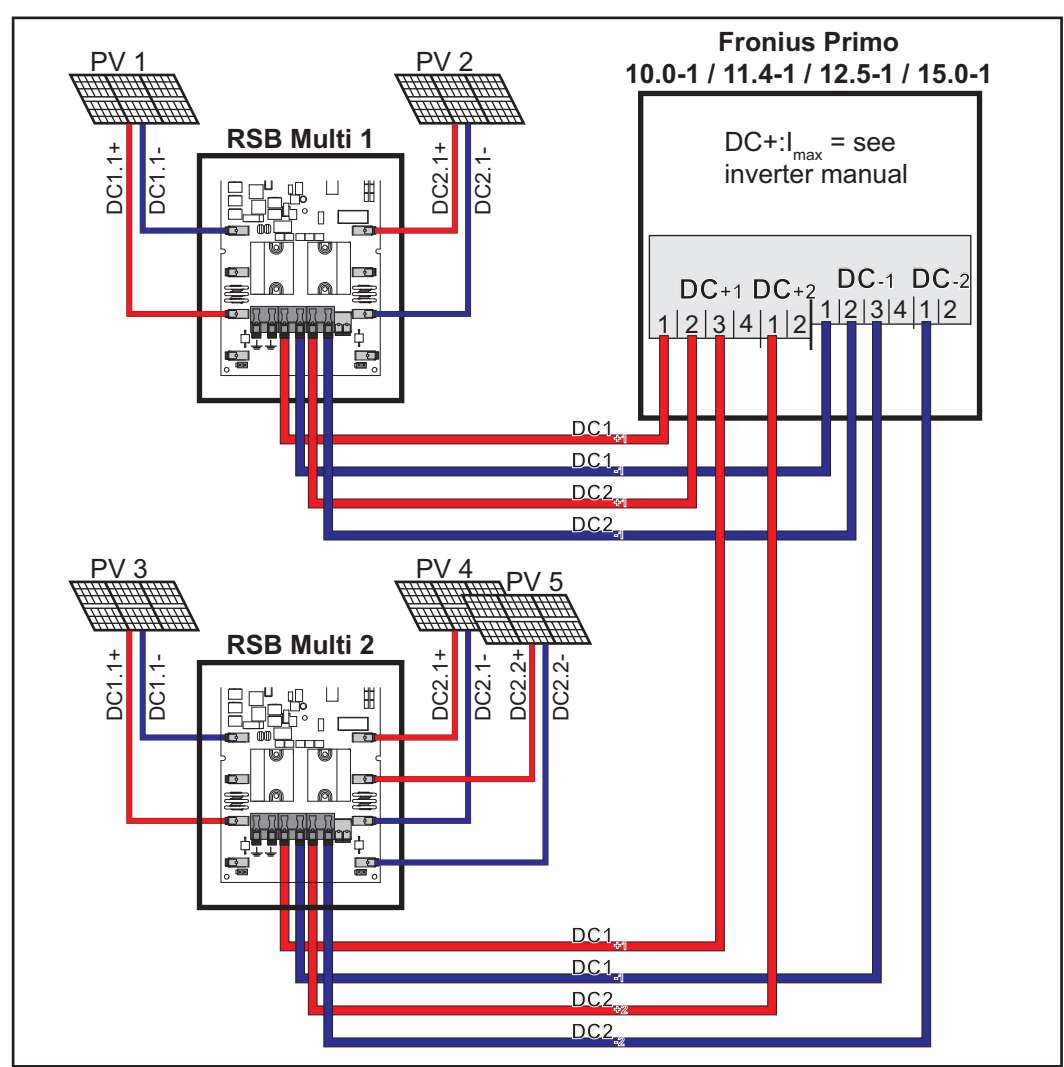 Fronius Primo
10.0-1 / 11.4-1 / 12.5-1 / 15.0-1
PV 1
PV 2
RSB Multi 1
DC1.1+
DC1.1-
DC2.1+
DC2.1-
DC+:Imax = see
inverter manual
DC+1 DC+2 DC-1 DC-2
1 2 3 4 1 2 1 2 3 4 1 2
DC1+1
DC1-1
DC2+1
DC2-1
PV 3
PV 4
PV 5
RSB Multi 2
DC1.1+
DC1.1-
DC2.1+
DC2.1-
DC2.2+
DC2.2-
DC1+1
DC1-1
DC2+2
DC2-2